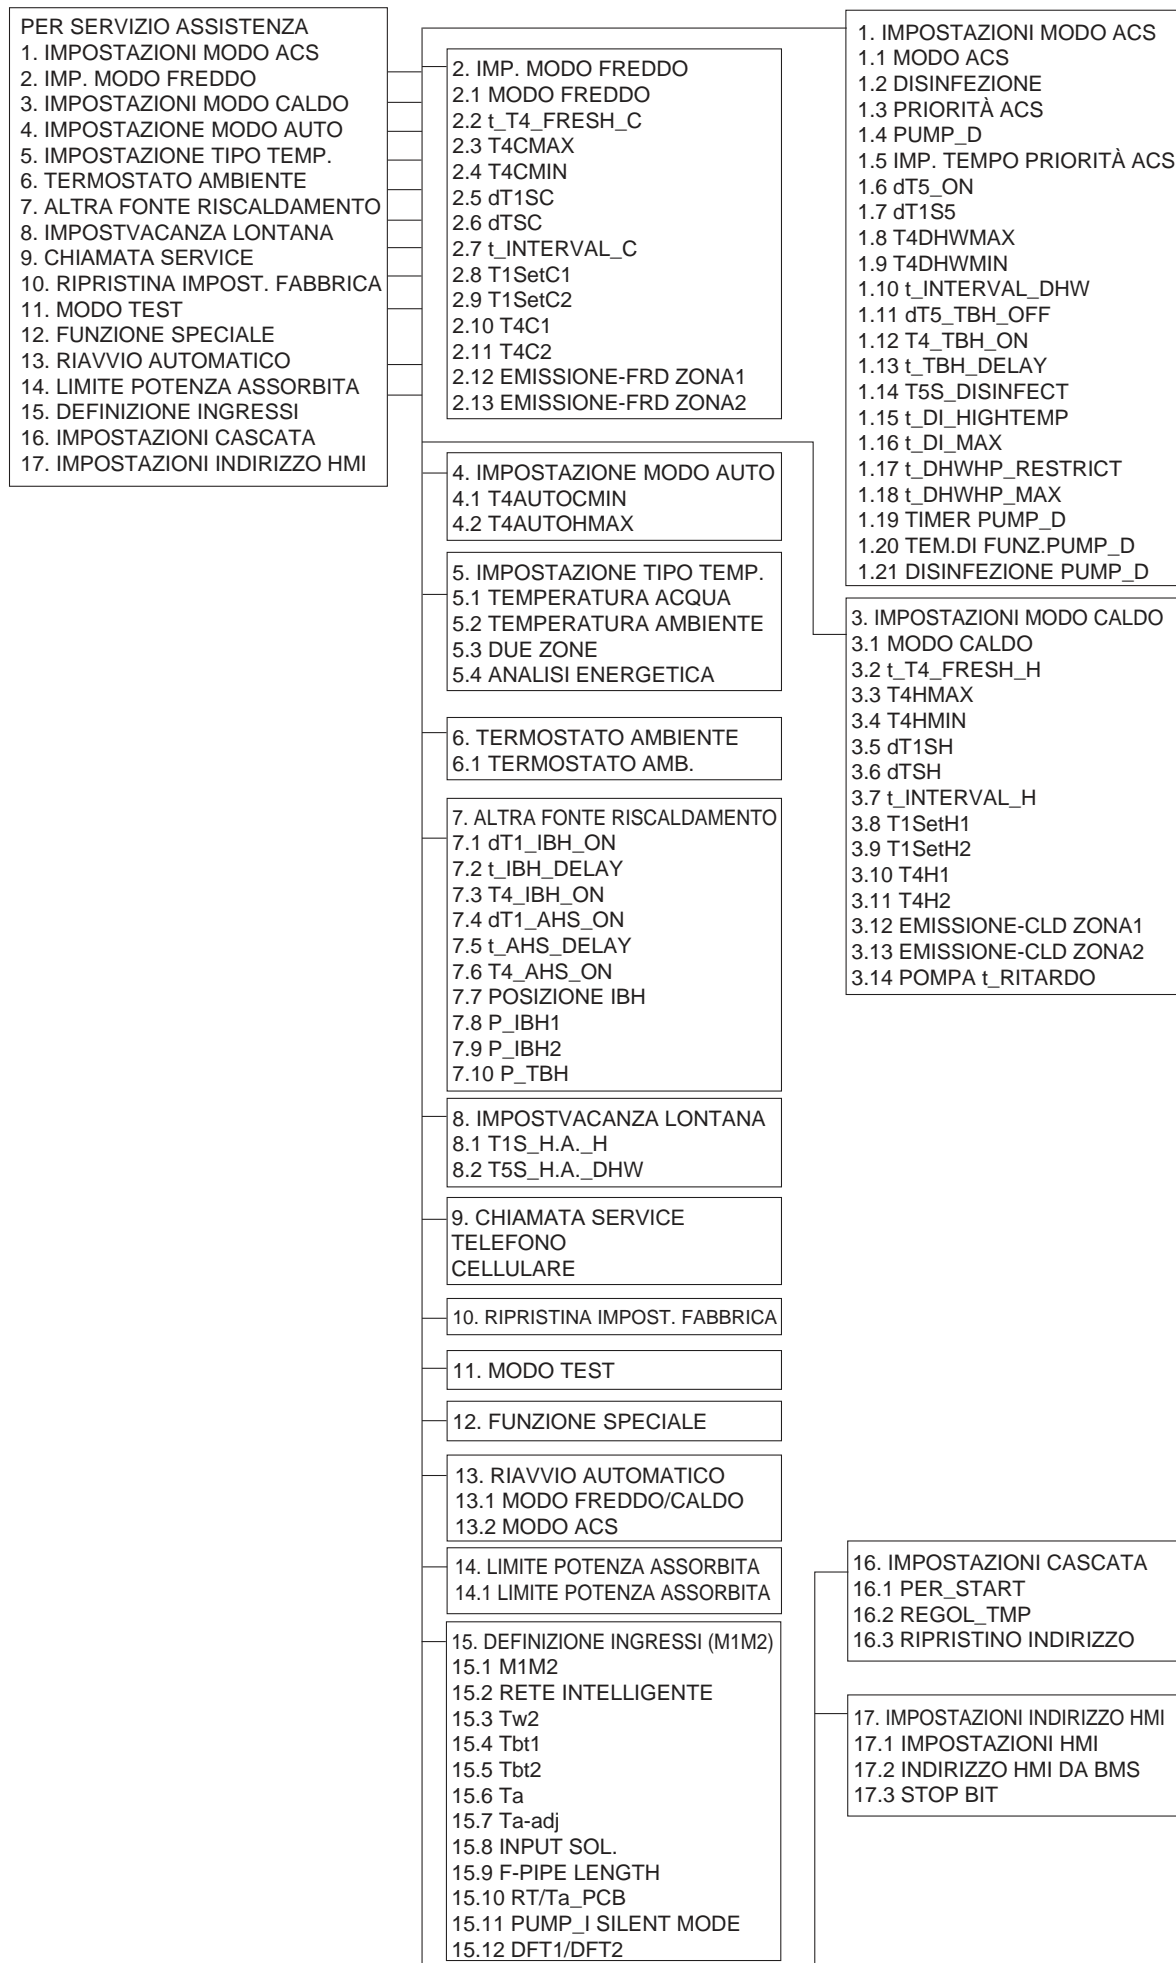 PER SERVIZIO ASSISTENZA
1. IMPOSTAZIONI MODO ACS
2. IMP. MODO FREDDO
3. IMPOSTAZIONI MODO CALDO
4. IMPOSTAZIONE MODO AUTO
5. IMPOSTAZIONE TIPO TEMP.
6. TERMOSTATO AMBIENTE
7. ALTRA FONTE RISCALDAMENTO
8. IMPOSTVACANZA LONTANA
9. CHIAMATA SERVICE
10. RIPRISTINA IMPOST. FABBRICA
11. MODO TEST
12. FUNZIONE SPECIALE
13. RIAVVIO AUTOMATICO
14. LIMITE POTENZA ASSORBITA
15. DEFINIZIONE INGRESSI
16. IMPOSTAZIONI CASCATA
17. IMPOSTAZIONI INDIRIZZO HMI
2. IMP. MODO FREDDO
2.1 MODO FREDDO
2.2 t_T4_FRESH_C
2.3 T4CMAX
2.4 T4CMIN
2.5 dT1SC
2.6 dTSC
2.7 t_INTERVAL_C
2.8 T1SetC1
2.9 T1SetC2
2.10 T4C1
2.11 T4C2
2.12 EMISSIONE-FRD ZONA1
2.13 EMISSIONE-FRD ZONA2
4. IMPOSTAZIONE MODO AUTO
4.1 T4AUTOCMIN
4.2 T4AUTOHMAX
5. IMPOSTAZIONE TIPO TEMP.
5.1 TEMPERATURA ACQUA
5.2 TEMPERATURA AMBIENTE
5.3 DUE ZONE
5.4 ANALISI ENERGETICA
6. TERMOSTATO AMBIENTE
6.1 TERMOSTATO AMB.
7. ALTRA FONTE RISCALDAMENTO
7.1 dT1_IBH_ON
7.2 t_IBH_DELAY
7.3 T4_IBH_ON
7.4 dT1_AHS_ON
7.5 t_AHS_DELAY
7.6 T4_AHS_ON
7.7 POSIZIONE IBH
7.8 P_IBH1
7.9 P_IBH2
7.10 P_TBH
8. IMPOSTVACANZA LONTANA
8.1 T1S_H.A._H
8.2 T5S_H.A._DHW
9. CHIAMATA SERVICE
TELEFONO
CELLULARE
10. RIPRISTINA IMPOST. FABBRICA
11. MODO TEST
12. FUNZIONE SPECIALE
13. RIAVVIO AUTOMATICO
13.1 MODO FREDDO/CALDO
13.2 MODO ACS
14. LIMITE POTENZA ASSORBITA
14.1 LIMITE POTENZA ASSORBITA
15. DEFINIZIONE INGRESSI (M1M2)
15.1 M1M2
15.2 RETE INTELLIGENTE
15.3 Tw2
15.4 Tbt1
15.5 Tbt2
15.6 Ta
15.7 Ta-adj
15.8 INPUT SOL.
15.9 F-PIPE LENGTH
15.10 RT/Ta_PCB
15.11 PUMP_I SILENT MODE
15.12 DFT1/DFT2
1. IMPOSTAZIONI MODO ACS
1.1 MODO ACS
1.2 DISINFEZIONE
1.3 PRIORITÀ ACS
1.4 PUMP_D
1.5 IMP. TEMPO PRIORITÀ ACS
1.6 dT5_ON
1.7 dT1S5
1.8 T4DHWMAX
1.9 T4DHWMIN
1.10 t_INTERVAL_DHW
1.11 dT5_TBH_OFF
1.12 T4_TBH_ON
1.13 t_TBH_DELAY
1.14 T5S_DISINFECT
1.15 t_DI_HIGHTEMP
1.16 t_DI_MAX
1.17 t_DHWHP_RESTRICT
1.18 t_DHWHP_MAX
1.19 TIMER PUMP_D
1.20 TEM.DI FUNZ.PUMP_D
1.21 DISINFEZIONE PUMP_D
3. IMPOSTAZIONI MODO CALDO
3.1 MODO CALDO
3.2 t_T4_FRESH_H
3.3 T4HMAX
3.4 T4HMIN
3.5 dT1SH
3.6 dTSH
3.7 t_INTERVAL_H
3.8 T1SetH1
3.9 T1SetH2
3.10 T4H1
3.11 T4H2
3.12 EMISSIONE-CLD ZONA1
3.13 EMISSIONE-CLD ZONA2
3.14 POMPA t_RITARDO
16. IMPOSTAZIONI CASCATA
16.1 PER_START
16.2 REGOL_TMP
16.3 RIPRISTINO INDIRIZZO
17. IMPOSTAZIONI INDIRIZZO HMI
17.1 IMPOSTAZIONI HMI
17.2 INDIRIZZO HMI DA BMS
17.3 STOP BIT